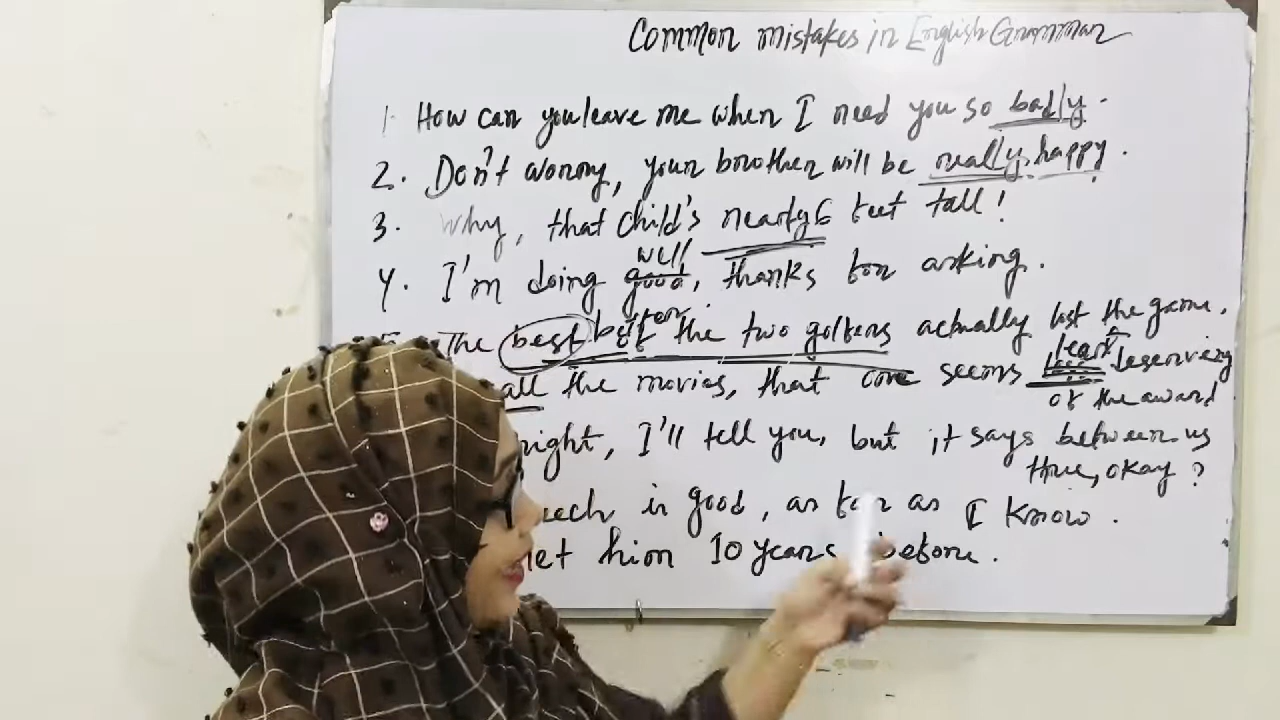 Common mistakes in English Grammar
1. How can you leave me when I need you so badly.
2. Don't worry, your brother will be really happy.
3. Why, that child's nearly 6 feet tall!
well
4. I'm doing good, thanks for asking.
The best better of the two golfers actually lost the game.
least
all the movies, that one seems less deserving
of the award
right, I'll tell you, but it says between us
three, okay?
is good, as far as I know.
him 10 years before.